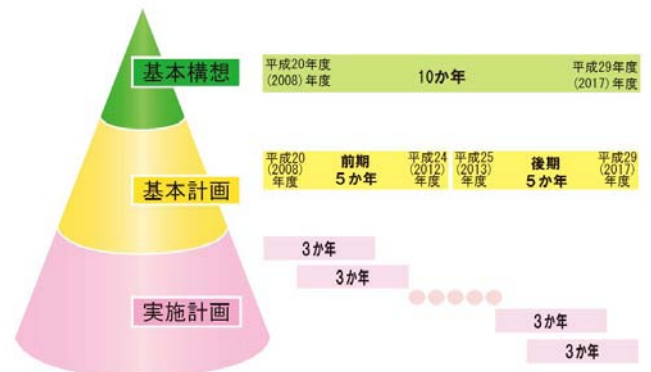 基本構想
平成20年度
(2008)年度
10か年
平成29年度
(2017)年度
基本計画
平成20
(2008)
年度
前期
5か年
平成24
(2012)
年度
平成25
(2013)
年度
後期
5か年
平成29
(2017)
年度
実施計画
3か年
3か年
3か年
3か年